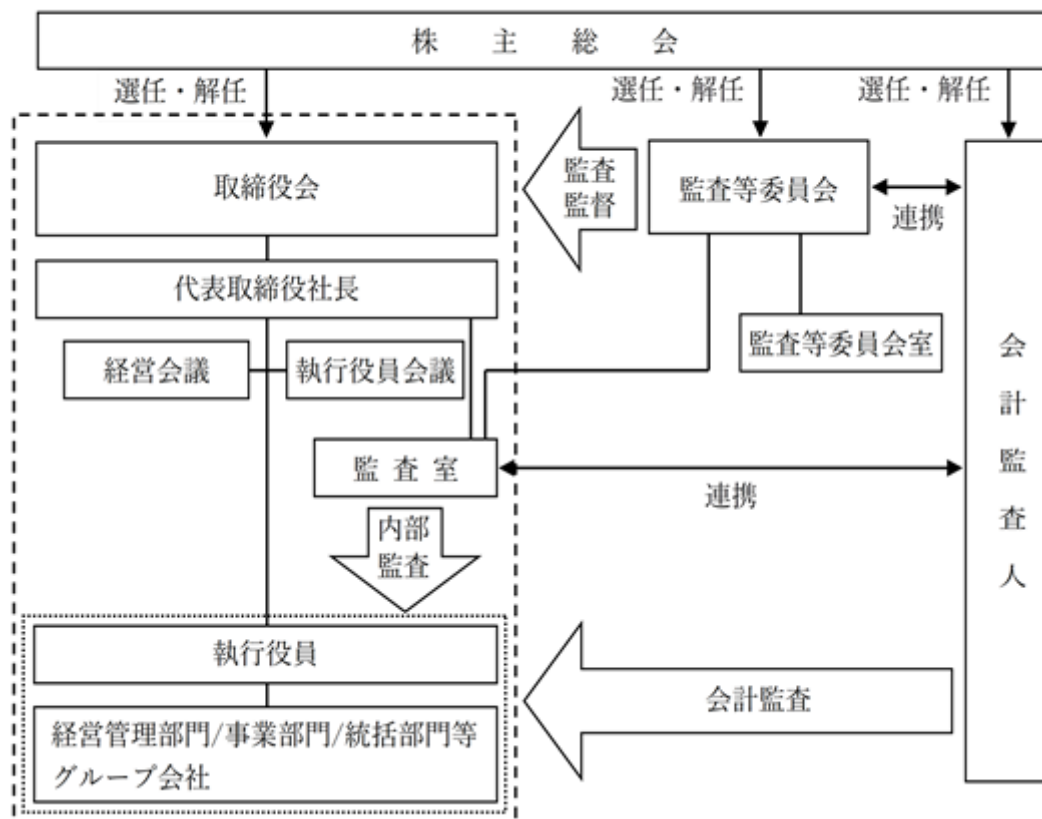 株主総会
選任・解任
選任・解任
選任・解任
取締役会
監査
監督
監査等委員会
連携
代表取締役社長
監査等委員会室
経営会議
執行役員会議
会計監査人
監査室
連携
内部
監査
執行役員
会計監査
経営管理部門/事業部門/統括部門等
グループ会社